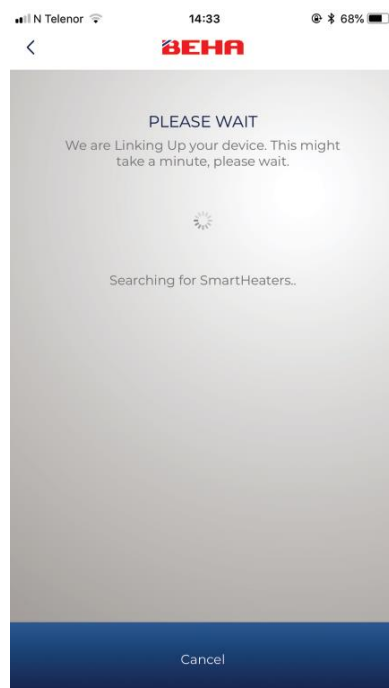 N Telenor 14:33 68%
BEHA
PLEASE WAIT
We are Linking Up your device. This might
take a minute, please wait.
Searching for SmartHeaters..
Cancel